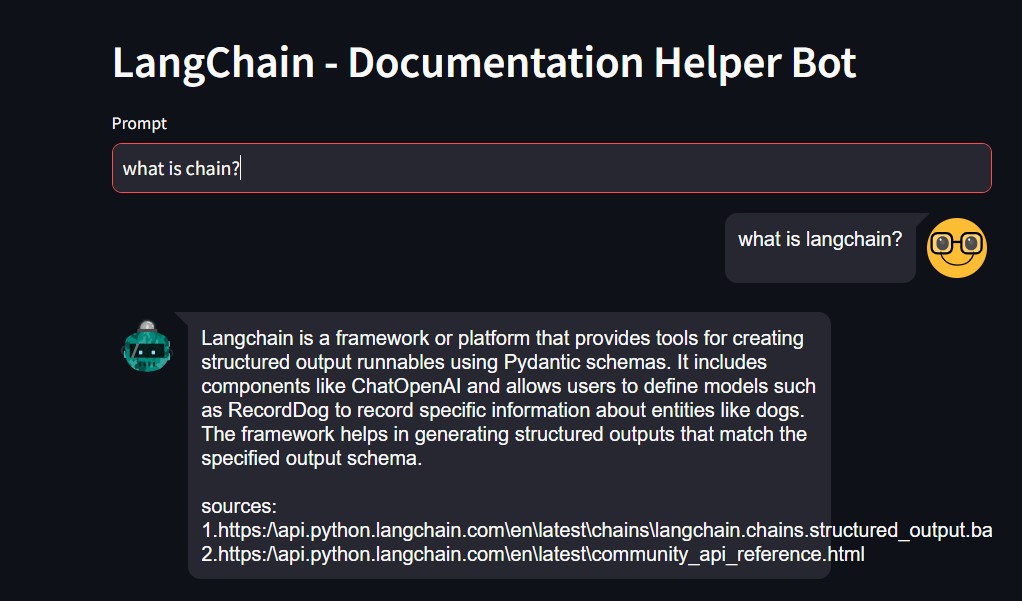 LangChain - Documentation Helper Bot
Prompt
what is chain?
what is langchain?
Langchain is a framework or platform that provides tools for creating
structured output runnables using Pydantic schemas. It includes
components like ChatOpenAI and allows users to define models such
as RecordDog to record specific information about entities like dogs.
The framework helps in generating structured outputs that match the
specified output schema.
sources:
1.https:/\api.python.langchain.com\en\latest\chains\langchain.chains.structured_output.ba
2.https:/\api.python.langchain.com\en\latest\community_api_reference.html